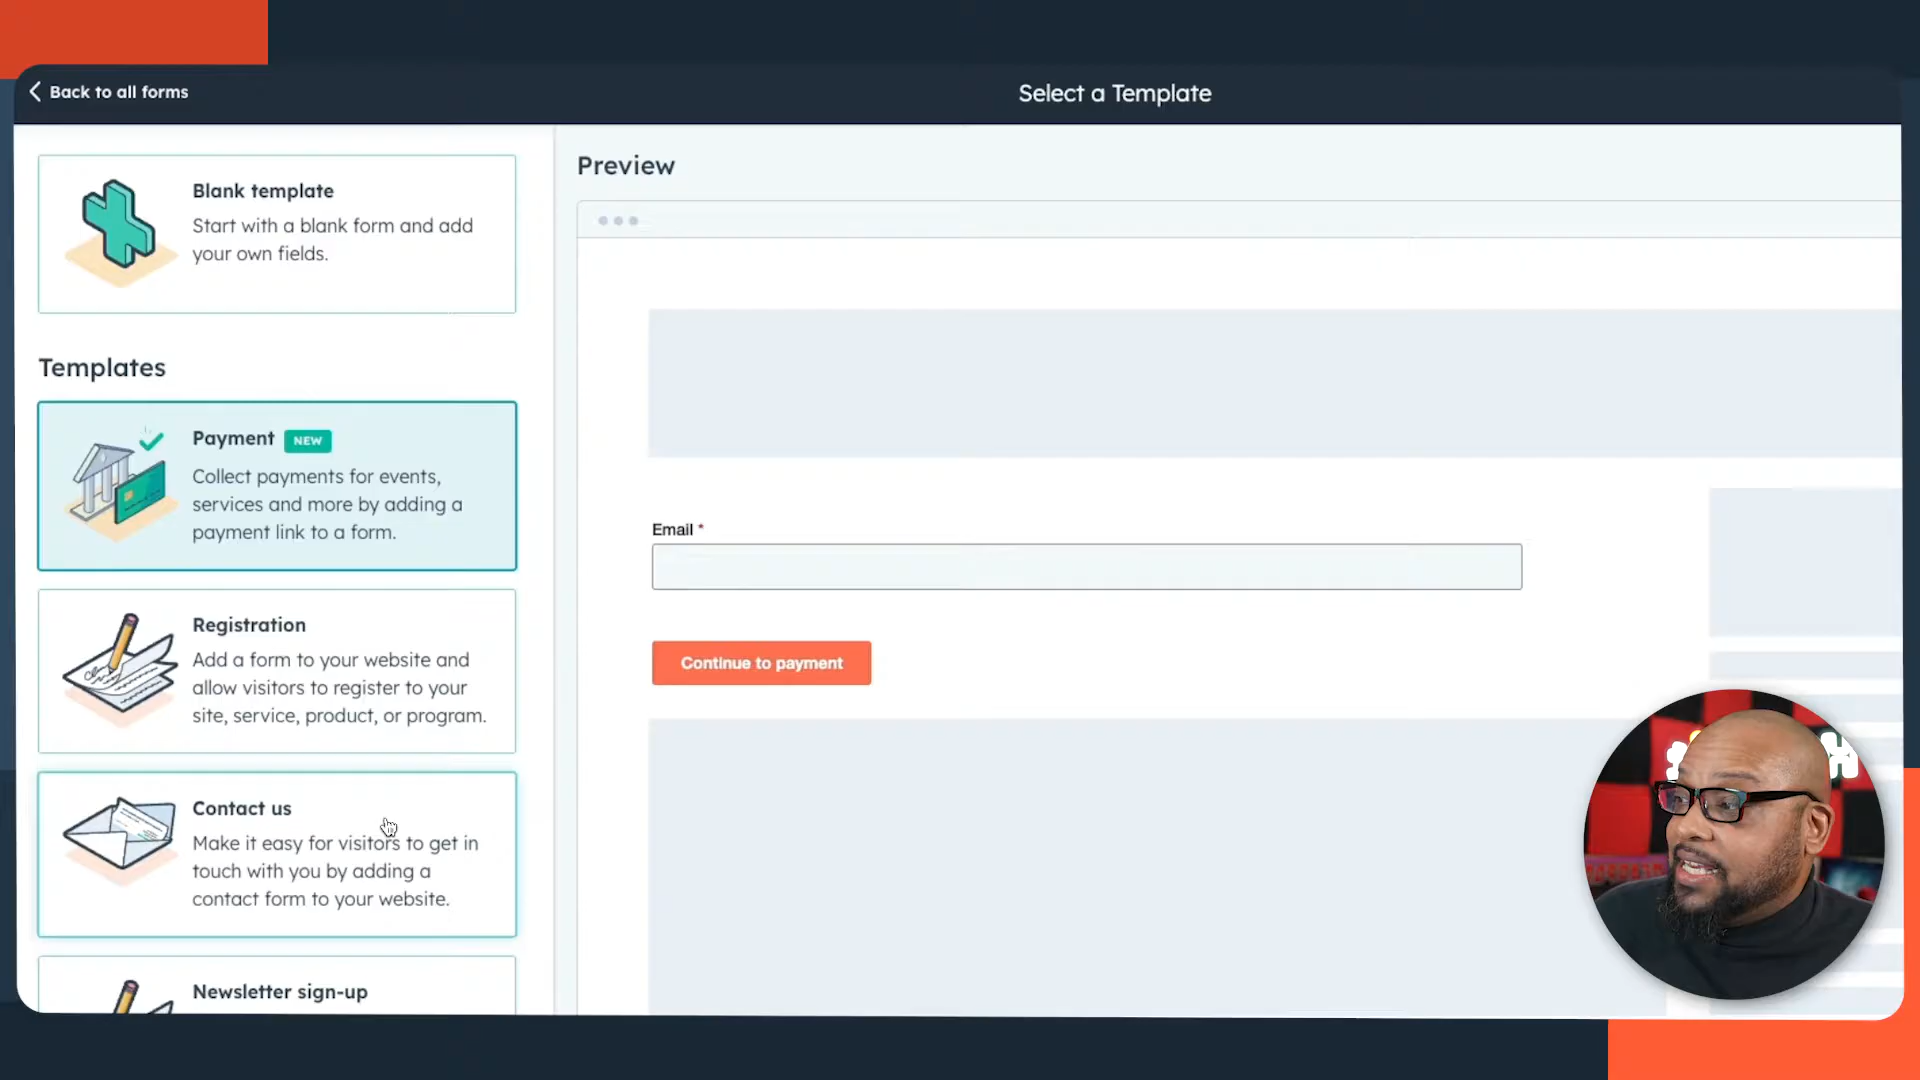 Back to all forms
Select a Template
Blank template
Start with a blank form and add
your own fields.
Templates
Payment NEW
Collect payments for events,
services and more by adding a
payment link to a form.
Registration
Add a form to your website and
allow visitors to register to your
site, service, product, or program.
Contact us
Make it easy for visitors to get in
touch with you by adding a
contact form to your website.
Newsletter sign-up
Preview
Email *
Continue to payment